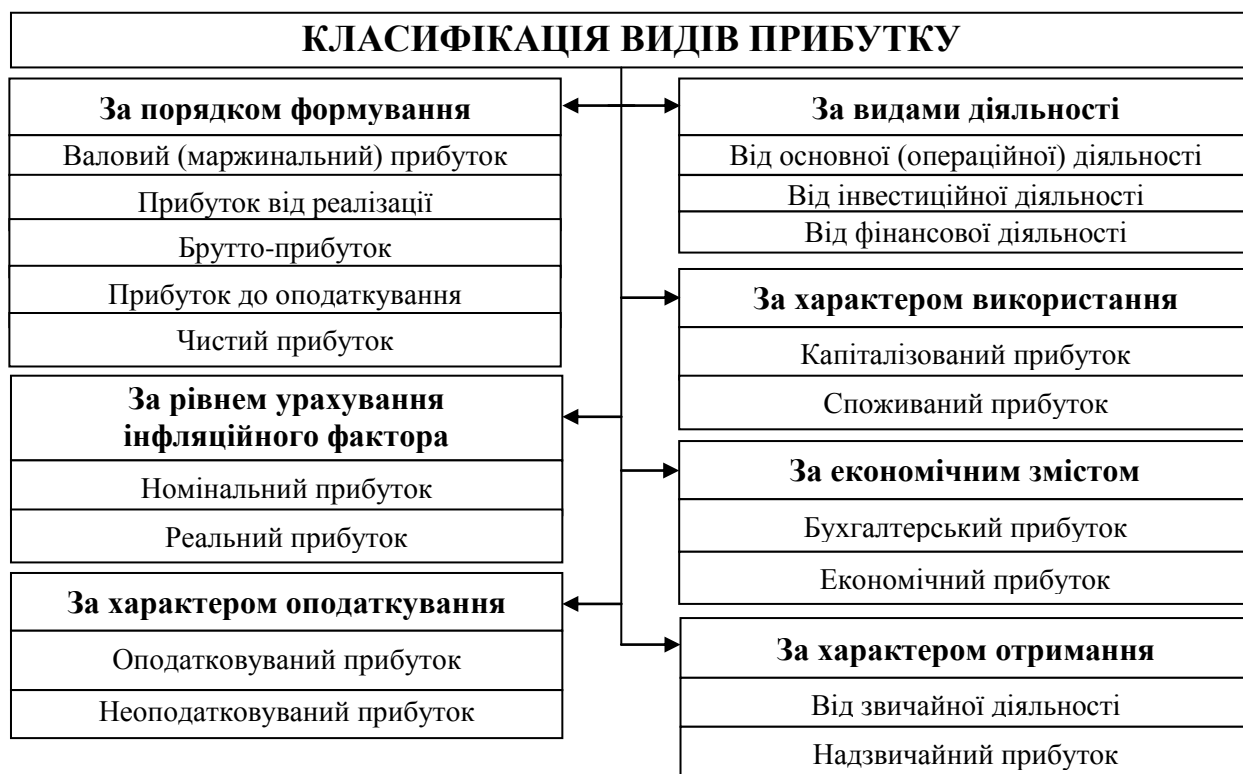 КЛАСИФІКАЦІЯ ВИДІВ ПРИБУТКУ
За порядком формування
Валовий (маржинальний) прибуток
Прибуток від реалізації
Брутто-прибуток
Прибуток до оподаткування
Чистий прибуток
За рівнем урахування
інфляційного фактора
Номінальний прибуток
Реальний прибуток
За характером оподаткування
Оподатковуваний прибуток
Неоподатковуваний прибуток
За видами діяльності
Від основної (операційної) діяльності
Від інвестиційної діяльності
Від фінансової діяльності
За характером використання
Капіталізований прибуток
Споживаний прибуток
За економічним змістом
Бухгалтерський прибуток
Економічний прибуток
За характером отримання
Від звичайної діяльності
Надзвичайний прибуток